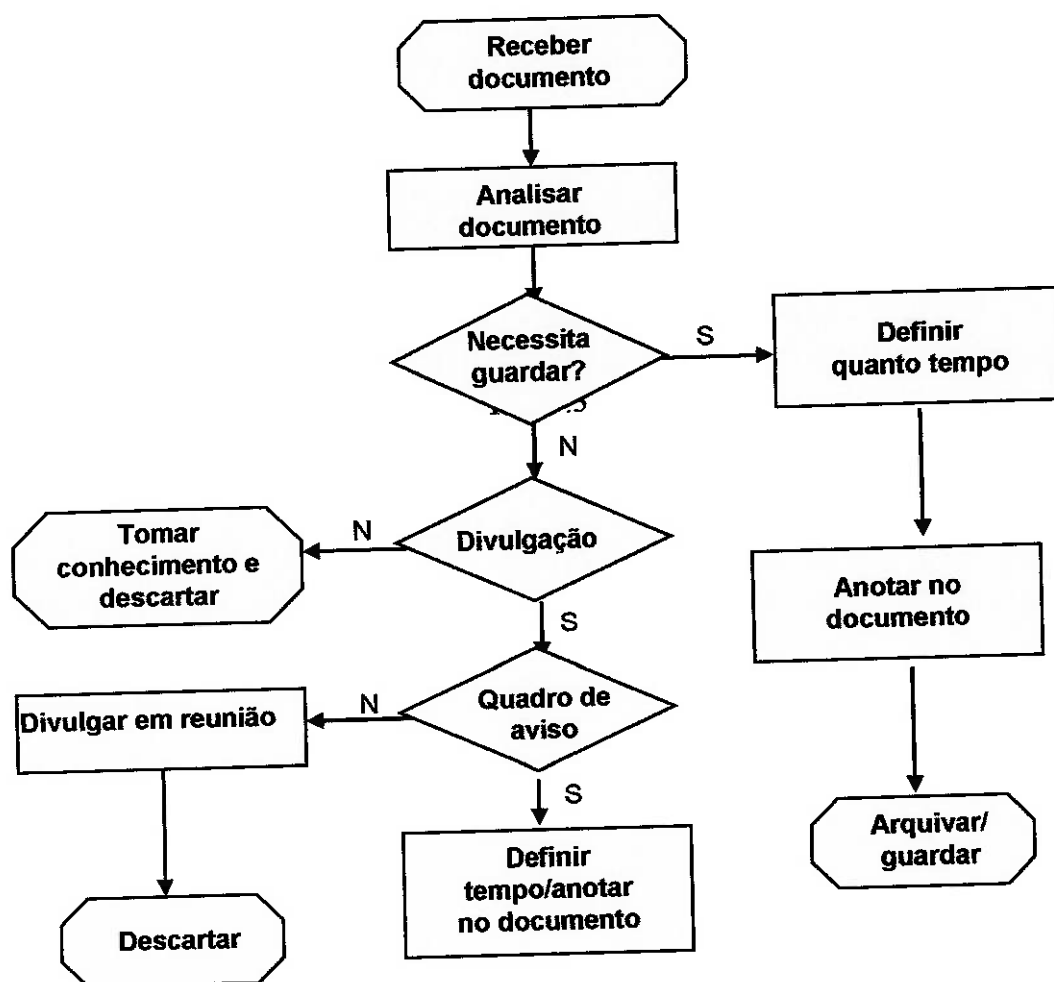 Receber
documento
Analisar
documento
Necessita
guardar?
S
Definir
quanto tempo
N
Divulgação
N
Tomar
conhecimento e
descartar
Anotar no
documento
S
Quadro de
aviso
N
Divulgar em reunião
S
Definir
tempo/anotar
no documento
Arquivar/
guardar
Descartar